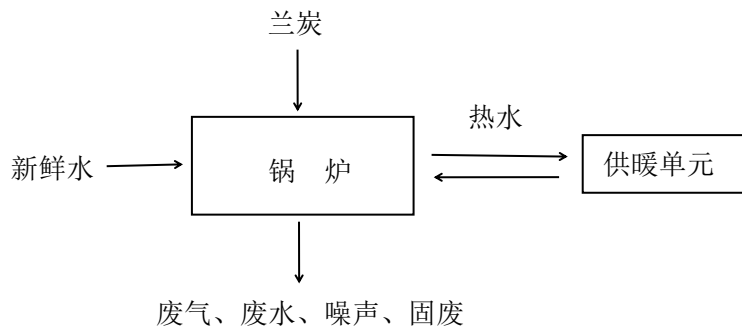 兰炭
热水
新鲜水
锅 炉
供暖单元
废气、废水、噪声、固废